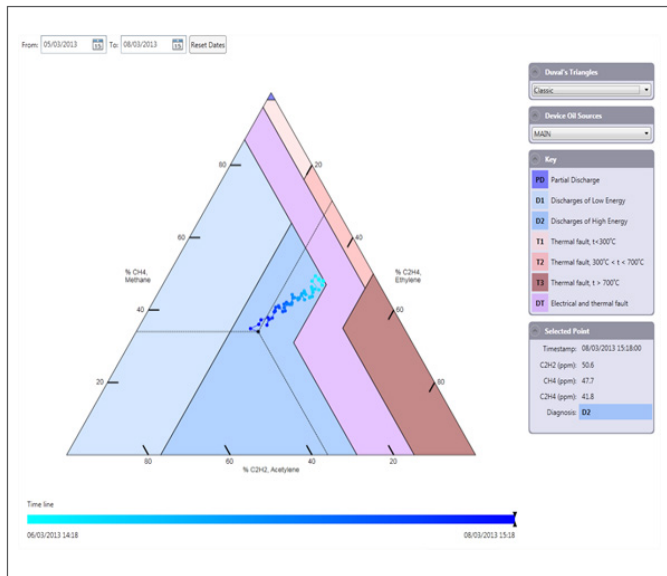 From: 05/03/2013 15 To: 08/03/2013 15 Reset Dates
Duval's Triangles
Classic
Device Oil Sources
MAIN
Key
PD Partial Discharge
D1 Discharges of Low Energy
D2 Discharges of High Energy
T1 Thermal fault, t<300°C
T2 Thermal fault, 300°C < t < 700°C
T3 Thermal fault, t > 700°C
DT Electrical and thermal fault
Selected Point
Timestamp: 08/03/2013 15:18:00
C2H2 (ppm): 50.6
CH4 (ppm): 47.7
C2H4 (ppm): 41.8
Diagnosis: D2
80
20
60
40
% CH4,
Methane
% C2H4,
Ethylene
40
60
20
80
80
60
40
20
% C2H2, Acetylene
Time line
06/03/2013 14:18
08/03/2013 15:18